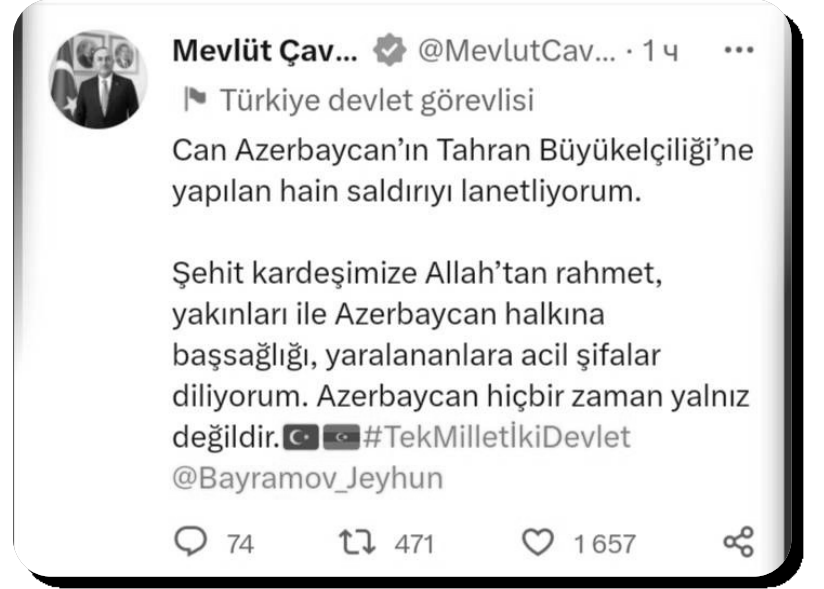 Mevlüt Çav... @MevlutCav... · 1 ч ...
Türkiye devlet görevlisi
Can Azerbaycan’ın Tahran Büyükelçiliği’ne
yapılan hain saldırıyı lanetliyorum.
Şehit kardeşimize Allah’tan rahmet,
yakınları ile Azerbaycan halkına
başsağlığı, yaralananlara acil şifalar
diliyorum. Azerbaycan hiçbir zaman yalnız
değildir.🇹🇷🇦🇿#TekMilletİkiDevlet
@Bayramov_Jeyhun
74 471 1 657